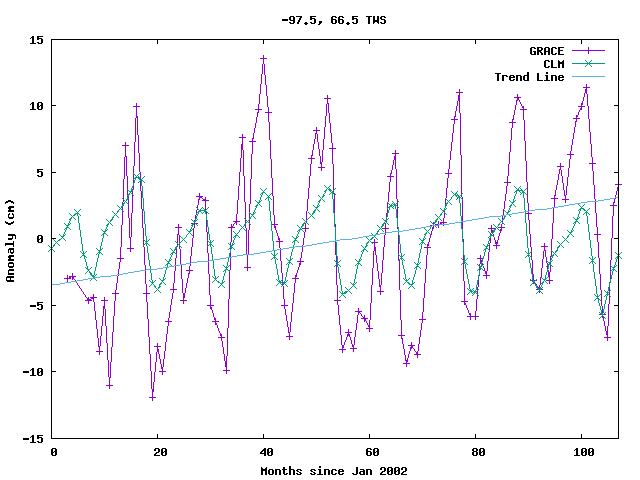 -97.5, 66.5 TWS
GRACE
CLM
Trend Line
15
10
5
0
-5
-10
-15
Anomaly (cm)
0 20 40 60 80 100
Months since Jan 2002